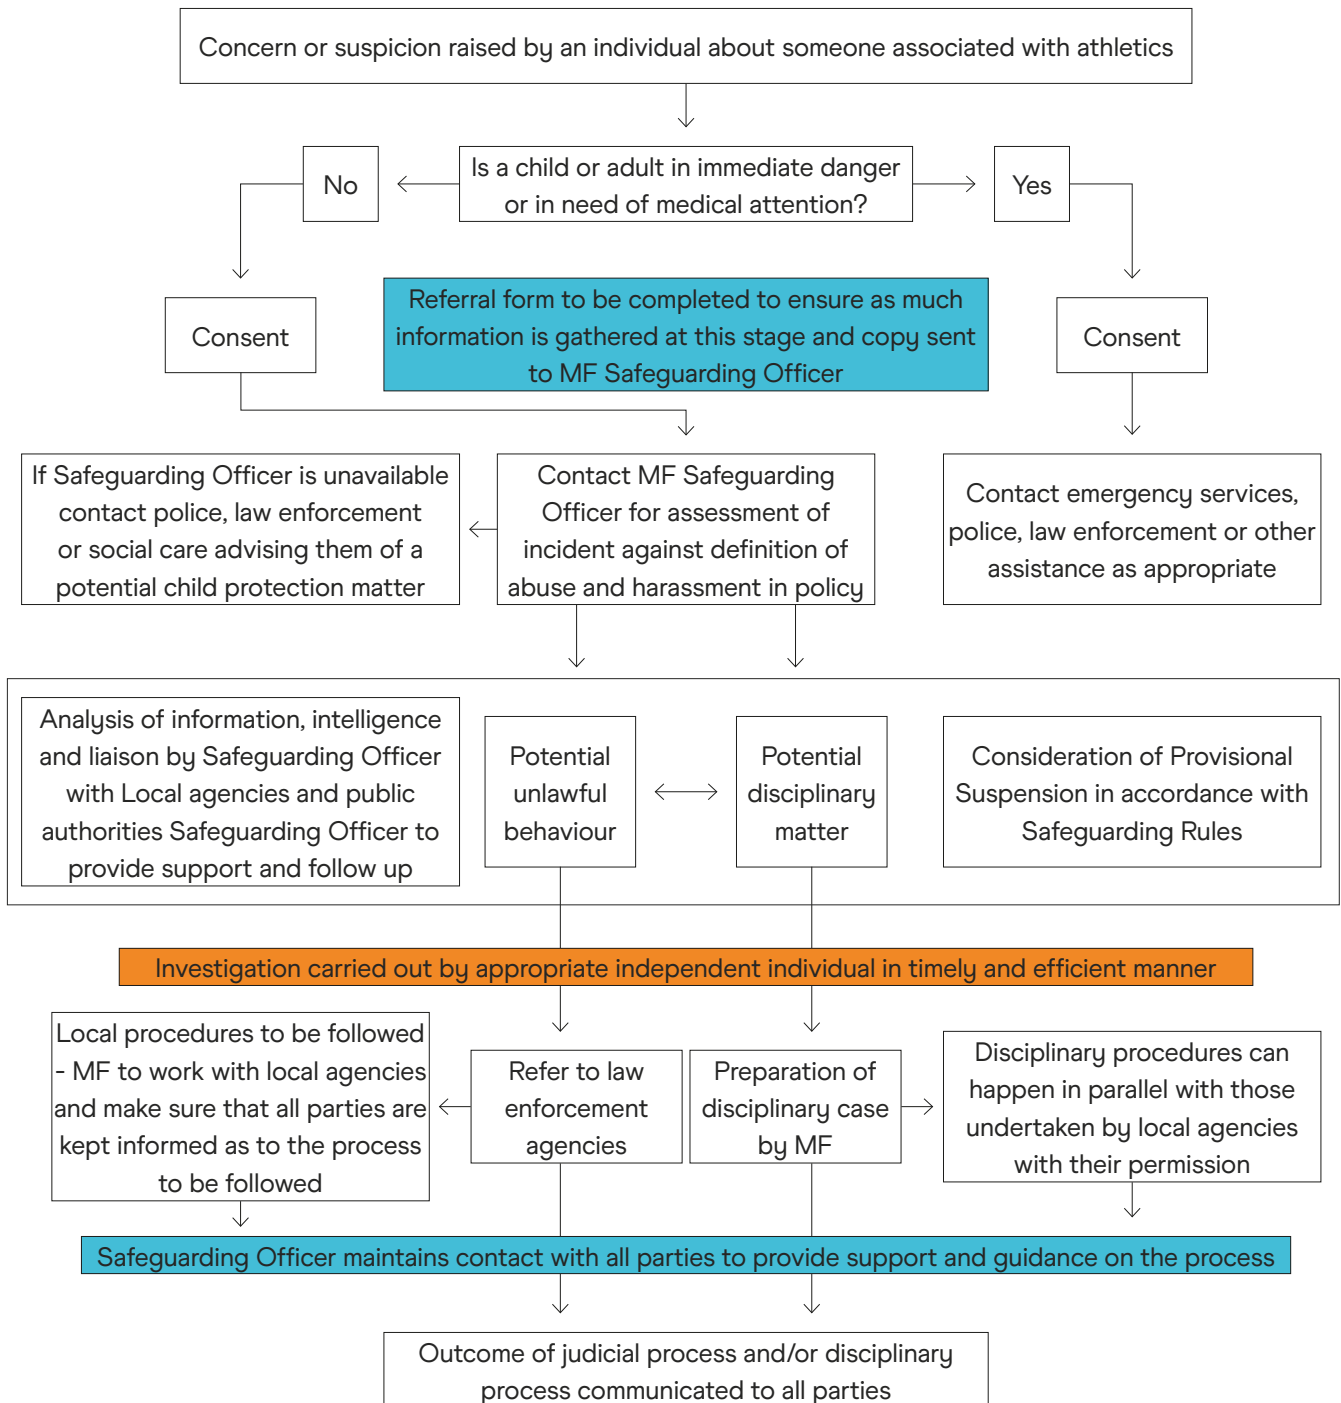 Concern or suspicion raised by an individual about someone associated with athletics
No
Is a child or adult in immediate danger
or in need of medical attention?
Yes
Consent
Referral form to be completed to ensure as much
information is gathered at this stage and copy sent
to MF Safeguarding Officer
Consent
If Safeguarding Officer is unavailable
contact police, law enforcement
or social care advising them of a
potential child protection matter
Contact MF Safeguarding
Officer for assessment of
incident against definition of
abuse and harassment in policy
Contact emergency services,
police, law enforcement or other
assistance as appropriate
Analysis of information, intelligence
and liaison by Safeguarding Officer
with Local agencies and public
authorities Safeguarding Officer to
provide support and follow up
Potential
unlawful
behaviour
Potential
disciplinary
matter
Consideration of Provisional
Suspension in accordance with
Safeguarding Rules
Investigation carried out by appropriate independent individual in timely and efficient manner
Local procedures to be followed
- MF to work with local agencies
and make sure that all parties are
kept informed as to the process
to be followed
Refer to law
enforcement
agencies
Preparation of
disciplinary case
by MF
Disciplinary procedures can
happen in parallel with those
undertaken by local agencies
with their permission
Safeguarding Officer maintains contact with all parties to provide support and guidance on the process
Outcome of judicial process and/or disciplinary
process communicated to all parties